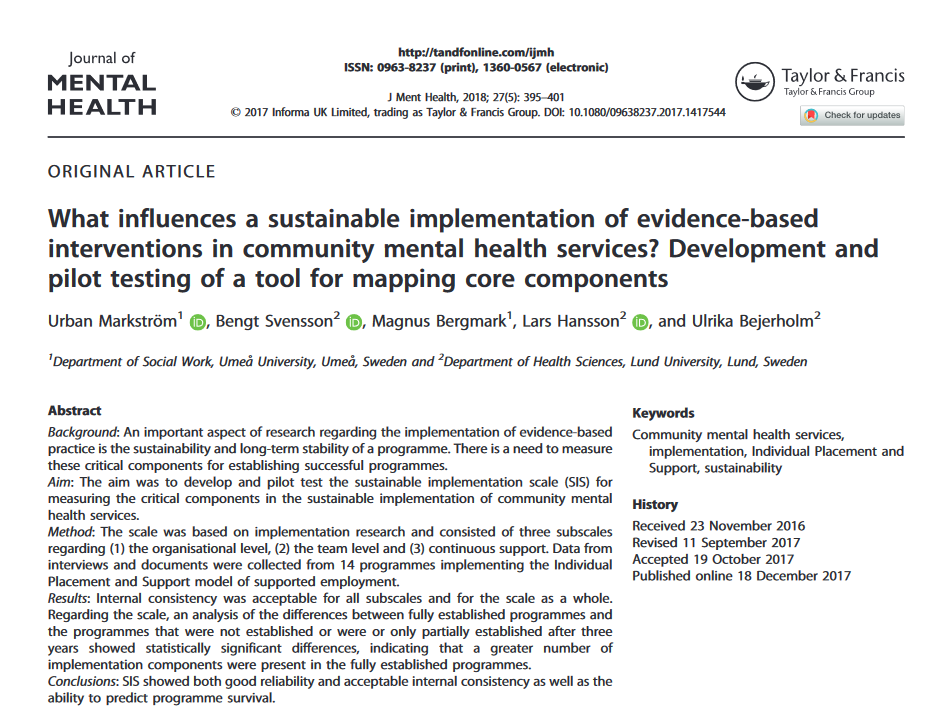 Journal of
MENTAL
HEALTH
http://tandfonline.com/ijmh
ISSN: 0963-8237 (print), 1360-0567 (electronic)
J Ment Health, 2018; 27(5): 395–401
© 2017 Informa UK Limited, trading as Taylor & Francis Group. DOI: 10.1080/09638237.2017.1417544
Taylor & Francis
Taylor & Francis Group
Check for updates
ORIGINAL ARTICLE
What influences a sustainable implementation of evidence-based
interventions in community mental health services? Development and
pilot testing of a tool for mapping core components
Urban Markström1 iD, Bengt Svensson2 iD, Magnus Bergmark1, Lars Hansson2 iD, and Ulrika Bejerholm2
1Department of Social Work, Umeå University, Umeå, Sweden and 2Department of Health Sciences, Lund University, Lund, Sweden
Abstract
Background: An important aspect of research regarding the implementation of evidence-based
practice is the sustainability and long-term stability of a programme. There is a need to measure
these critical components for establishing successful programmes.
Aim: The aim was to develop and pilot test the sustainable implementation scale (SIS) for
measuring the critical components in the sustainable implementation of community mental
health services.
Method: The scale was based on implementation research and consisted of three subscales
regarding (1) the organisational level, (2) the team level and (3) continuous support. Data from
interviews and documents were collected from 14 programmes implementing the Individual
Placement and Support model of supported employment.
Results: Internal consistency was acceptable for all subscales and for the scale as a whole.
Regarding the scale, an analysis of the differences between fully established programmes and
the programmes that were not established or were or only partially established after three
years showed statistically significant differences, indicating that a greater number of
implementation components were present in the fully established programmes.
Conclusions: SIS showed both good reliability and acceptable internal consistency as well as the
ability to predict programme survival.
Keywords
Community mental health services,
implementation, Individual Placement and
Support, sustainability
History
Received 23 November 2016
Revised 11 September 2017
Accepted 19 October 2017
Published online 18 December 2017